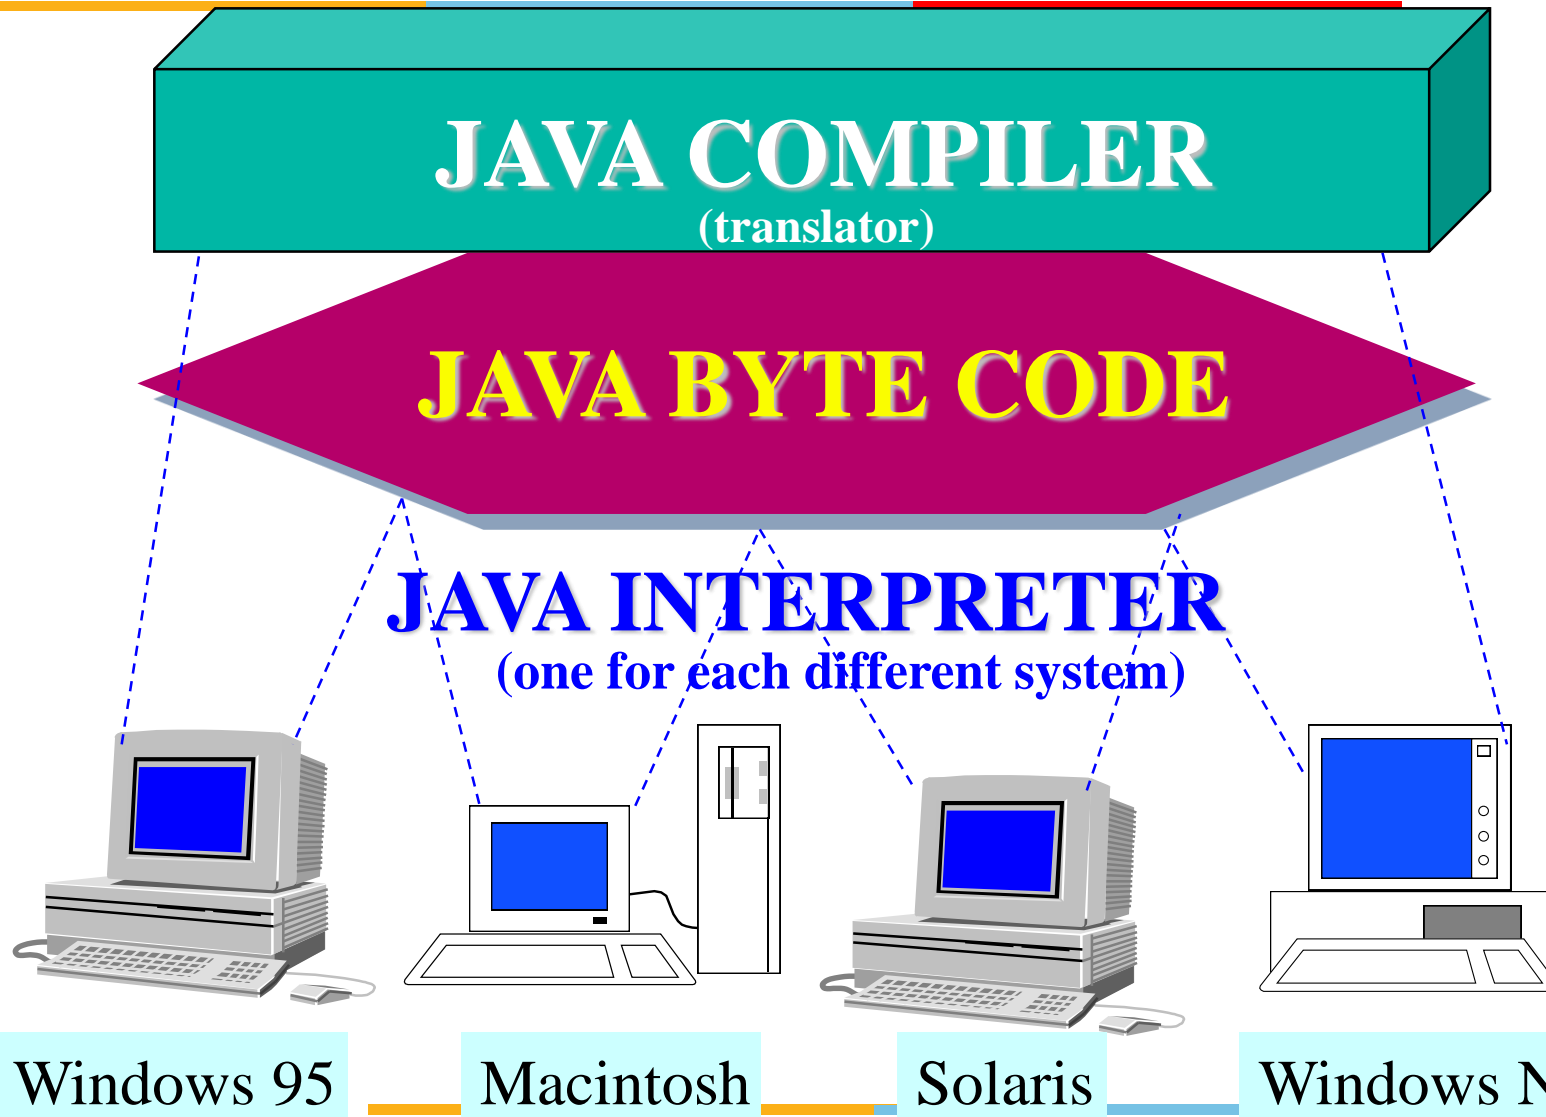 JAVA COMPILER
(translator)
JAVA BYTE CODE
JAVA INTERPRETER
(one for each different system)
Windows 95
Macintosh
Solaris
Windows